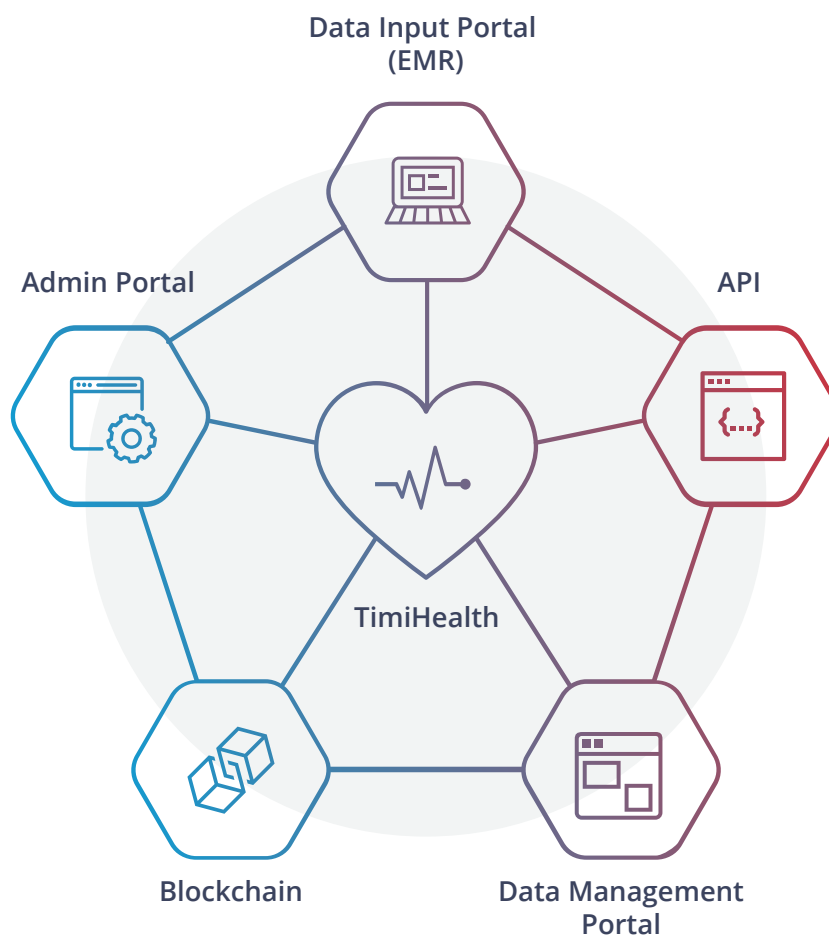 Data Input Portal
(EMR)
Admin Portal
API
{...}
TimiHealth
Blockchain
Data Management
Portal